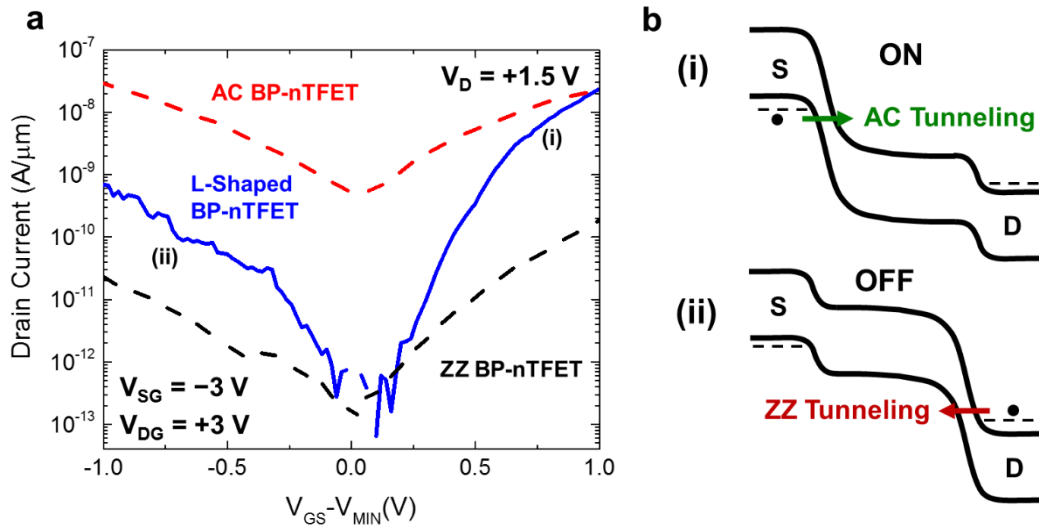 a
10⁻⁷
10⁻⁸
10⁻⁹
10⁻¹⁰
10⁻¹¹
10⁻¹²
10⁻¹³
Drain Current (A/μm)
-1.0
-0.5
0.0
0.5
1.0
V_GS-V_MIN(V)
V_D = +1.5 V
AC BP-nTFET
L-Shaped
BP-nTFET
(i)
(ii)
ZZ BP-nTFET
V_SG = −3 V
V_DG = +3 V
b
(i)
S
ON
AC Tunneling
D
(ii)
S
OFF
ZZ Tunneling
D